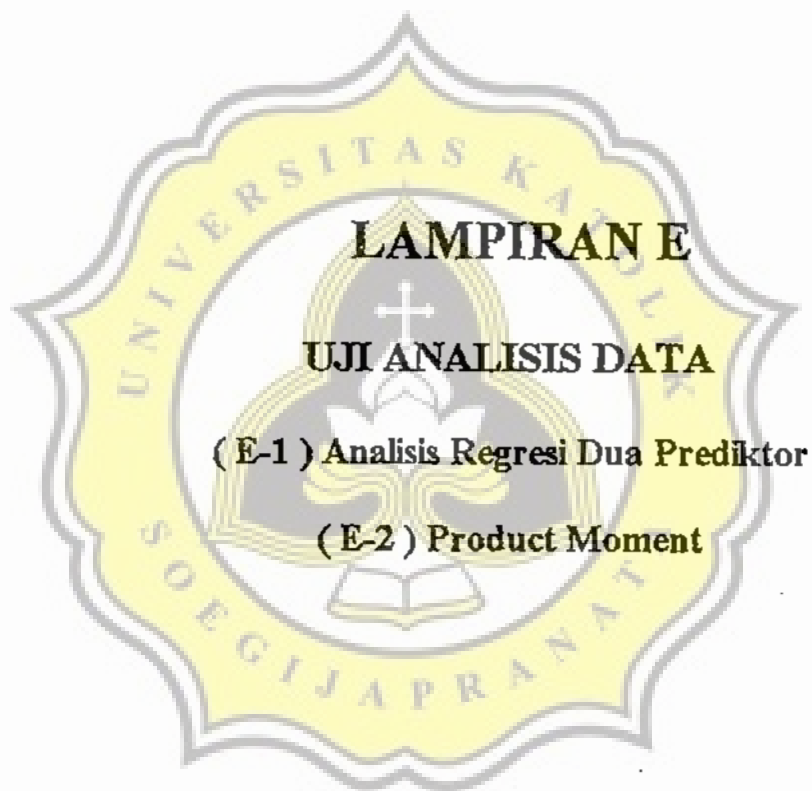 UNIVERSITAS KATOLIK
LAMPIRAN E
UJI ANALISIS DATA
( E-1 ) Analisis Regresi Dua Prediktor
( E-2 ) Product Moment
SOEGIJAPRANATA